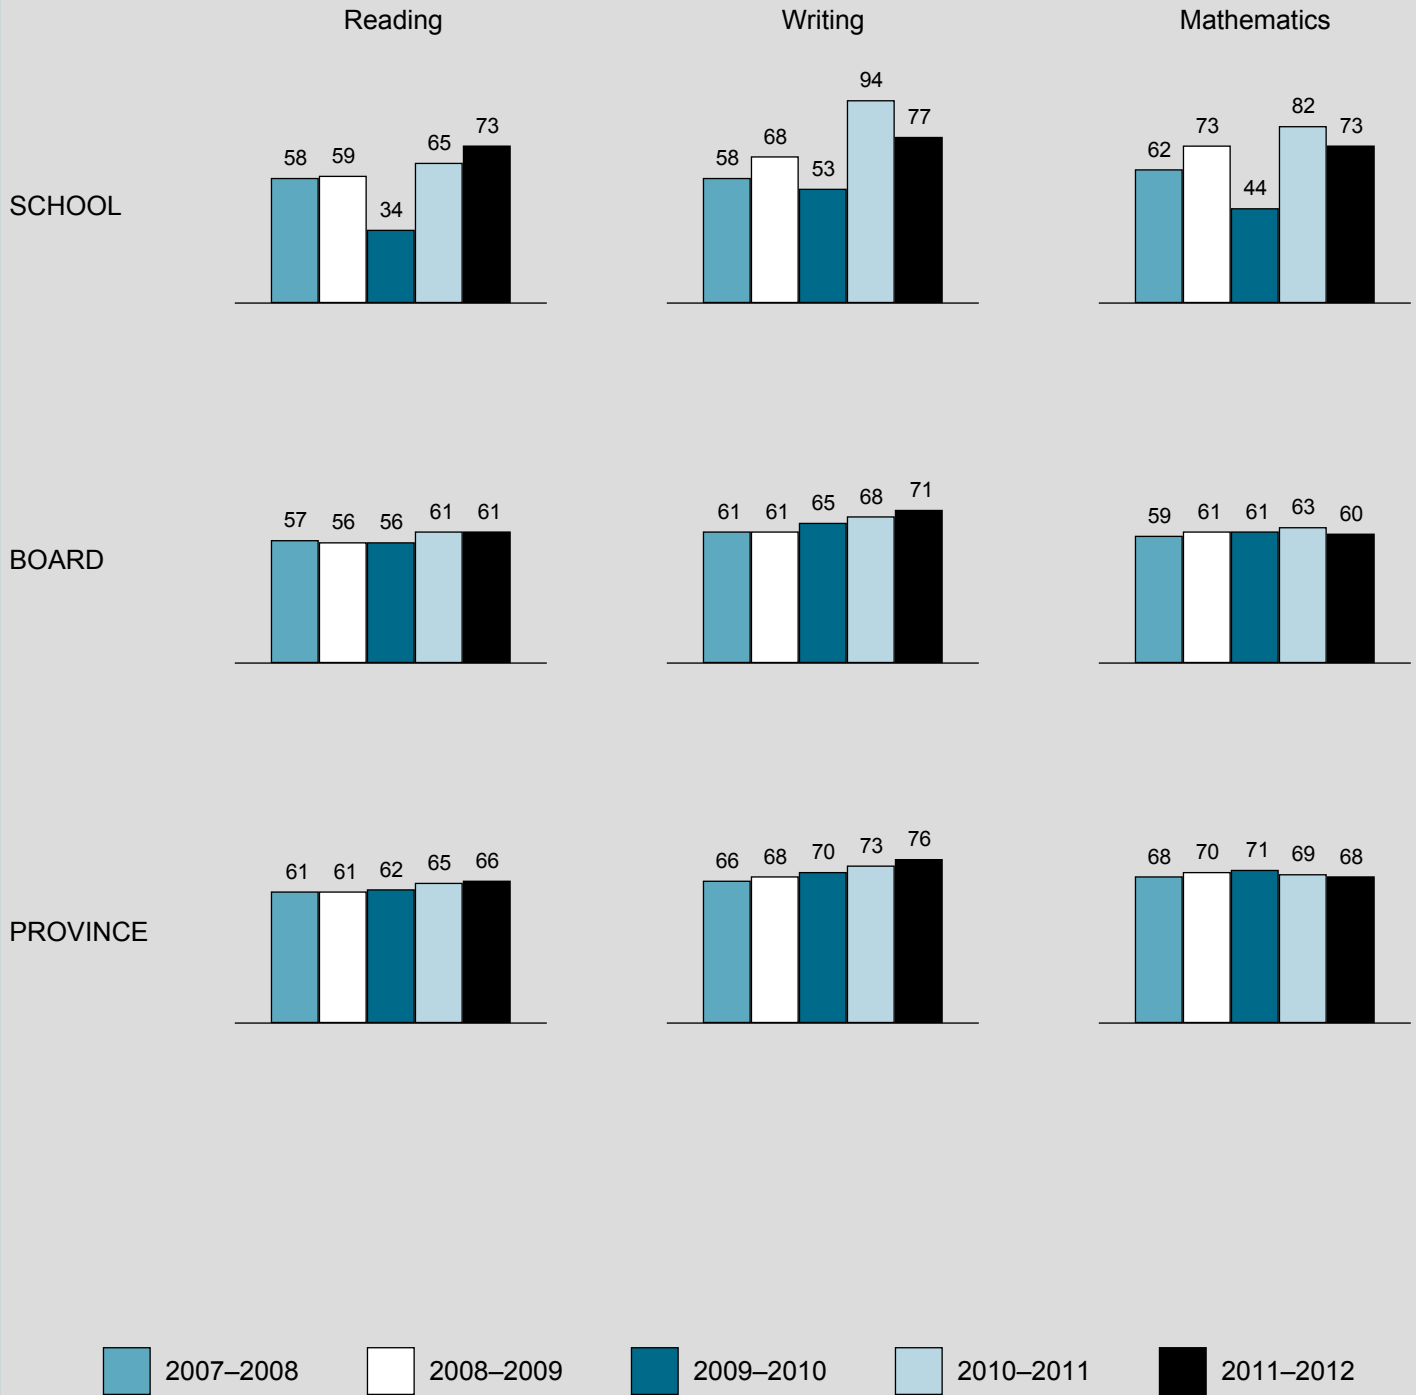 Reading Writing Mathematics
SCHOOL
58 59 34 65 73
58 68 53 94 77
62 73 44 82 73
BOARD
57 56 56 61 61
61 61 65 68 71
59 61 61 63 60
PROVINCE
61 61 62 65 66
66 68 70 73 76
68 70 71 69 68
2007–2008 2008–2009 2009–2010 2010–2011 2011–2012